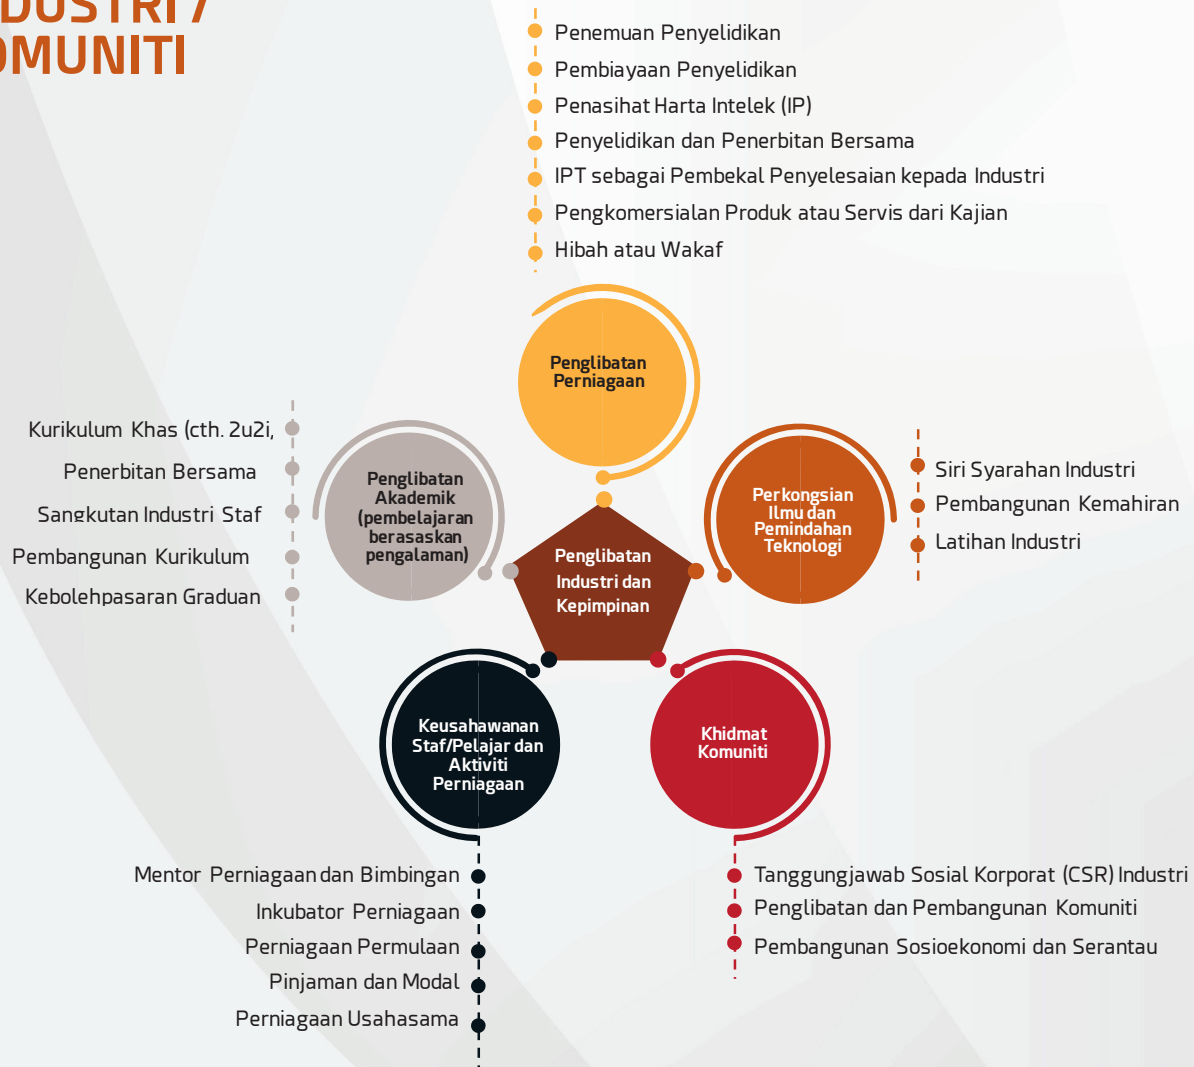 DUSTRI /
OMUNITI
Penemuan Penyelidikan
Pembiayaan Penyelidikan
Penasihat Harta Intelek (IP)
Penyelidikan dan Penerbitan Bersama
IPT sebagai Pembekal Penyelesaian kepada Industri
Pengkomersialan Produk atau Servis dari Kajian
Hibah atau Wakaf
Penglibatan
Perniagaan
Kurikulum Khas (cth. 2u2i,
Penerbitan Bersama
Sangkutan Industri Staf
Pembangunan Kurikulum
Kebolehpasaran Graduan
Penglibatan
Akademik
(pembelajaran
berasaskan
pengalaman)
Perkongsian
Ilmu dan
Pemindahan
Teknologi
Siri Syarahan Industri
Pembangunan Kemahiran
Latihan Industri
Penglibatan
Industri dan
Kepimpinan
Keusahawanan
Staf/Pelajar dan
Aktiviti
Perniagaan
Khidmat
Komuniti
Mentor Perniagaan dan Bimbingan
Inkubator Perniagaan
Perniagaan Permulaan
Pinjaman dan Modal
Perniagaan Usahasama
Tanggungjawab Sosial Korporat (CSR) Industri
Penglibatan dan Pembangunan Komuniti
Pembangunan Sosioekonomi dan Serantau